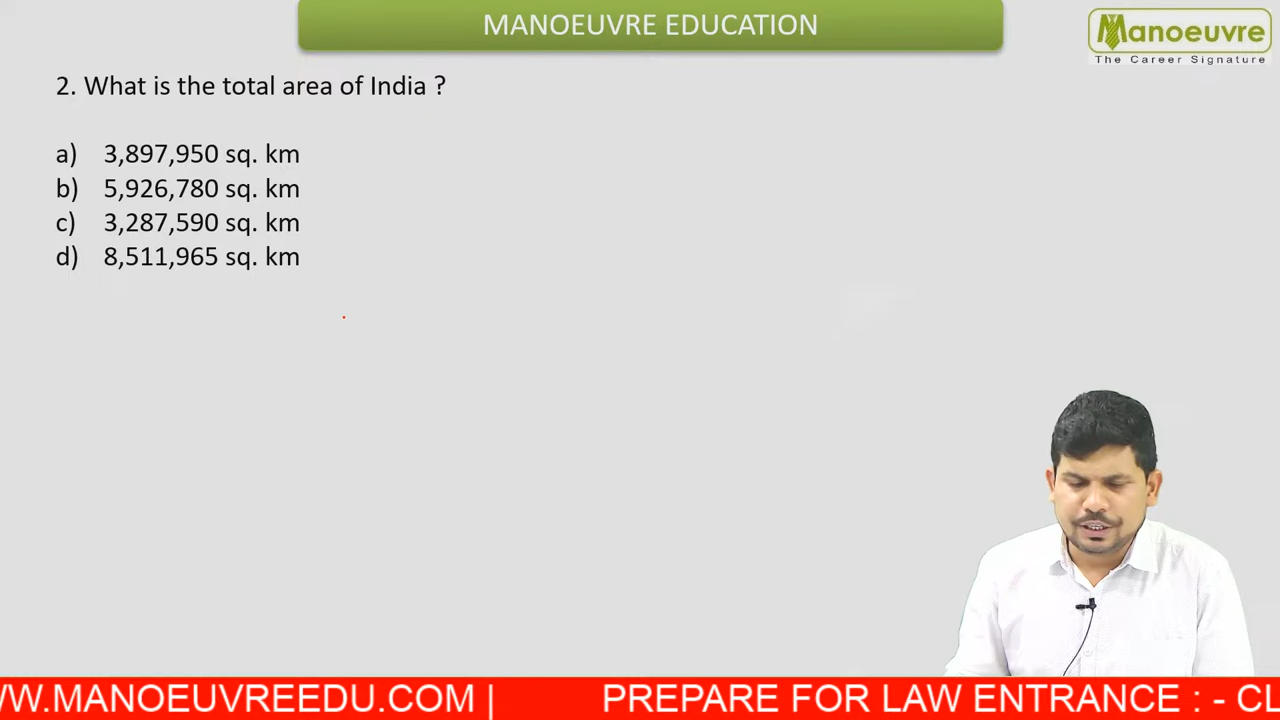 MANOEUVRE EDUCATION
Manoeuvre
The Career Signature
2. What is the total area of India ?
a) 3,897,950 sq. km
b) 5,926,780 sq. km
c) 3,287,590 sq. km
d) 8,511,965 sq. km
WW.MANOEUVREEDU.COM | PREPARE FOR LAW ENTRANCE : - CL